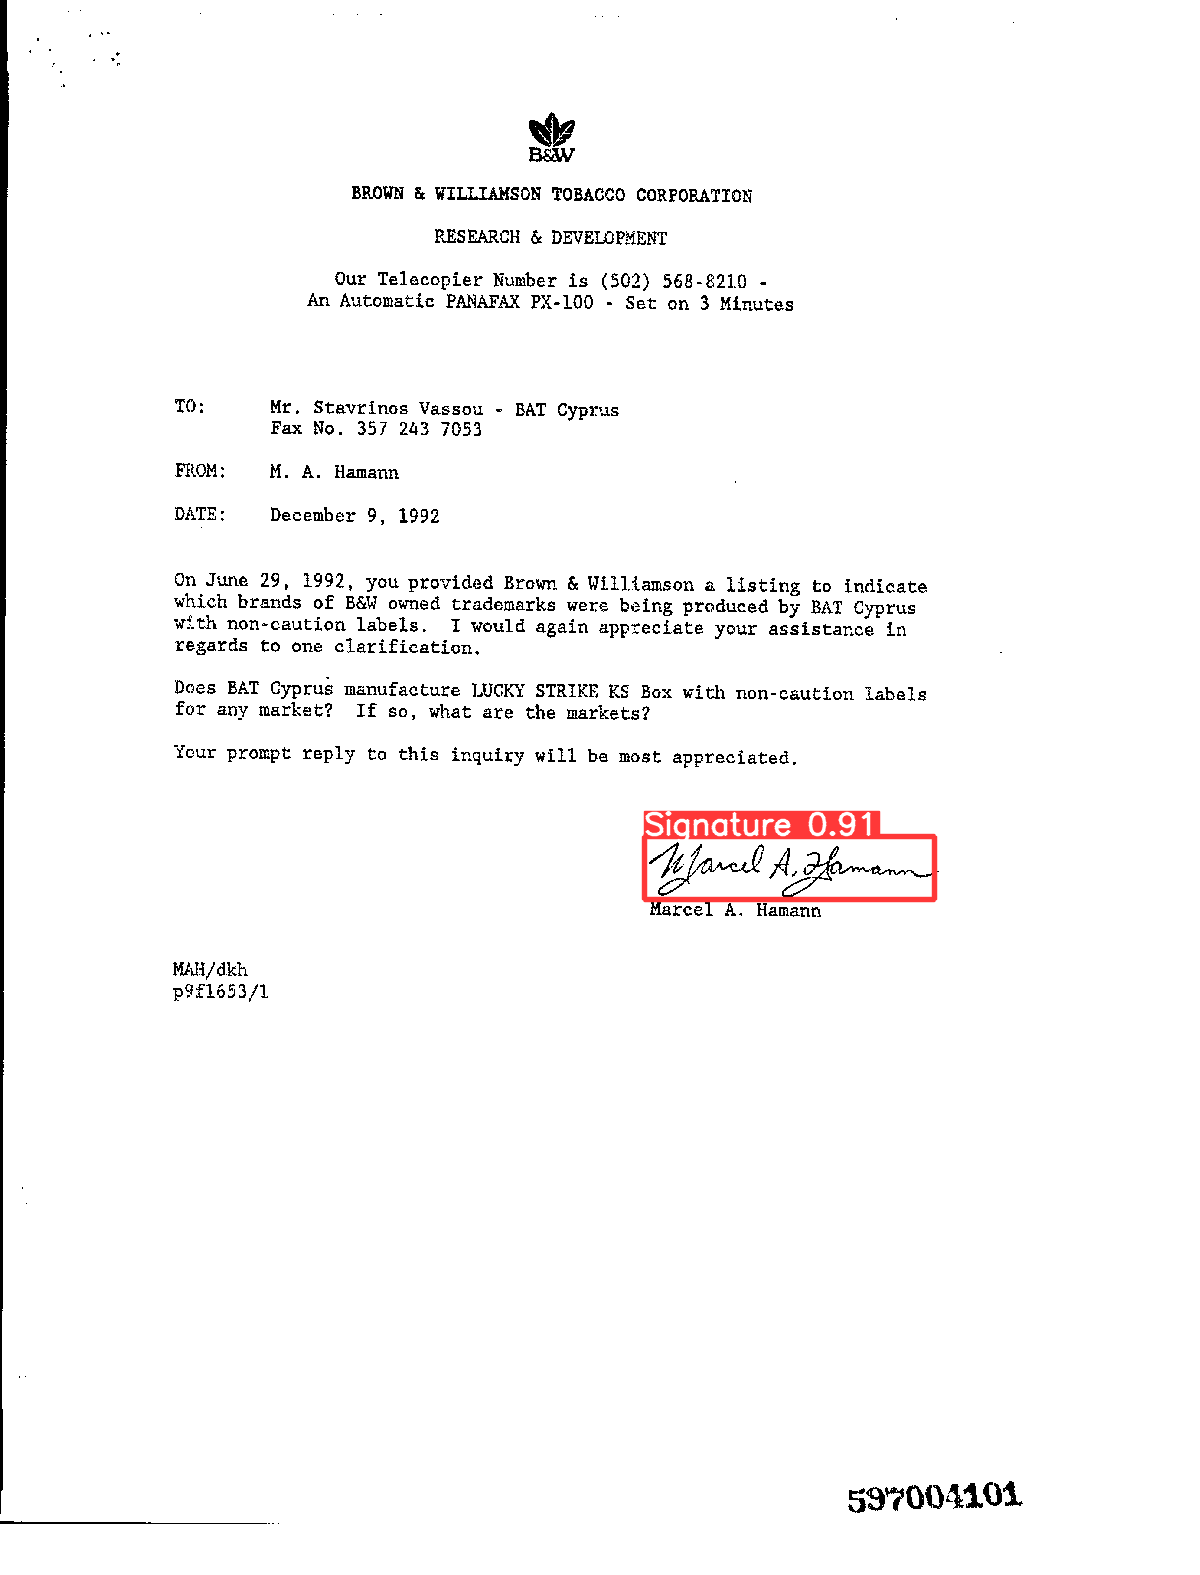 B&W
BROWN & WILLIAMSON TOBACCO CORPORATION
RESEARCH & DEVELOPMENT
Our Telecopier Number is (502) 568-8210 -
An Automatic PANAFAX PX-100 - Set on 3 Minutes
TO: Mr. Stavrinos Vassou - BAT Cyprus
Fax No. 357 243 7053
FROM: M. A. Hamann
DATE: December 9, 1992
On June 29, 1992, you provided Brown & Williamson a listing to indicate
which brands of B&W owned trademarks were being produced by BAT Cyprus
with non-caution labels. I would again appreciate your assistance in
regards to one clarification.
Does BAT Cyprus manufacture LUCKY STRIKE KS Box with non-caution labels
for any market? If so, what are the markets?
Your prompt reply to this inquiry will be most appreciated.
Signature 0.91
Marcel A. Hamann
Marcel A. Hamann
MAH/dkh
p9f1653/1
597004101